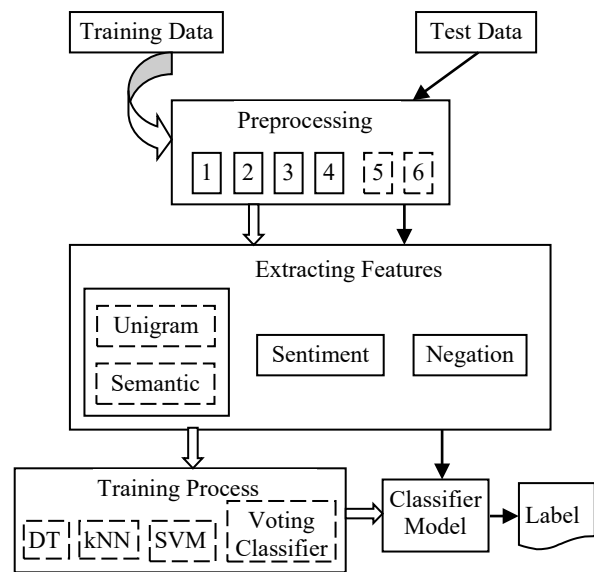 Training Data
Test Data
Preprocessing
1 2 3 4 5 6
Extracting Features
Unigram
Semantic
Sentiment
Negation
Training Process
DT kNN SVM
Voting
Classifier
Classifier
Model
Label